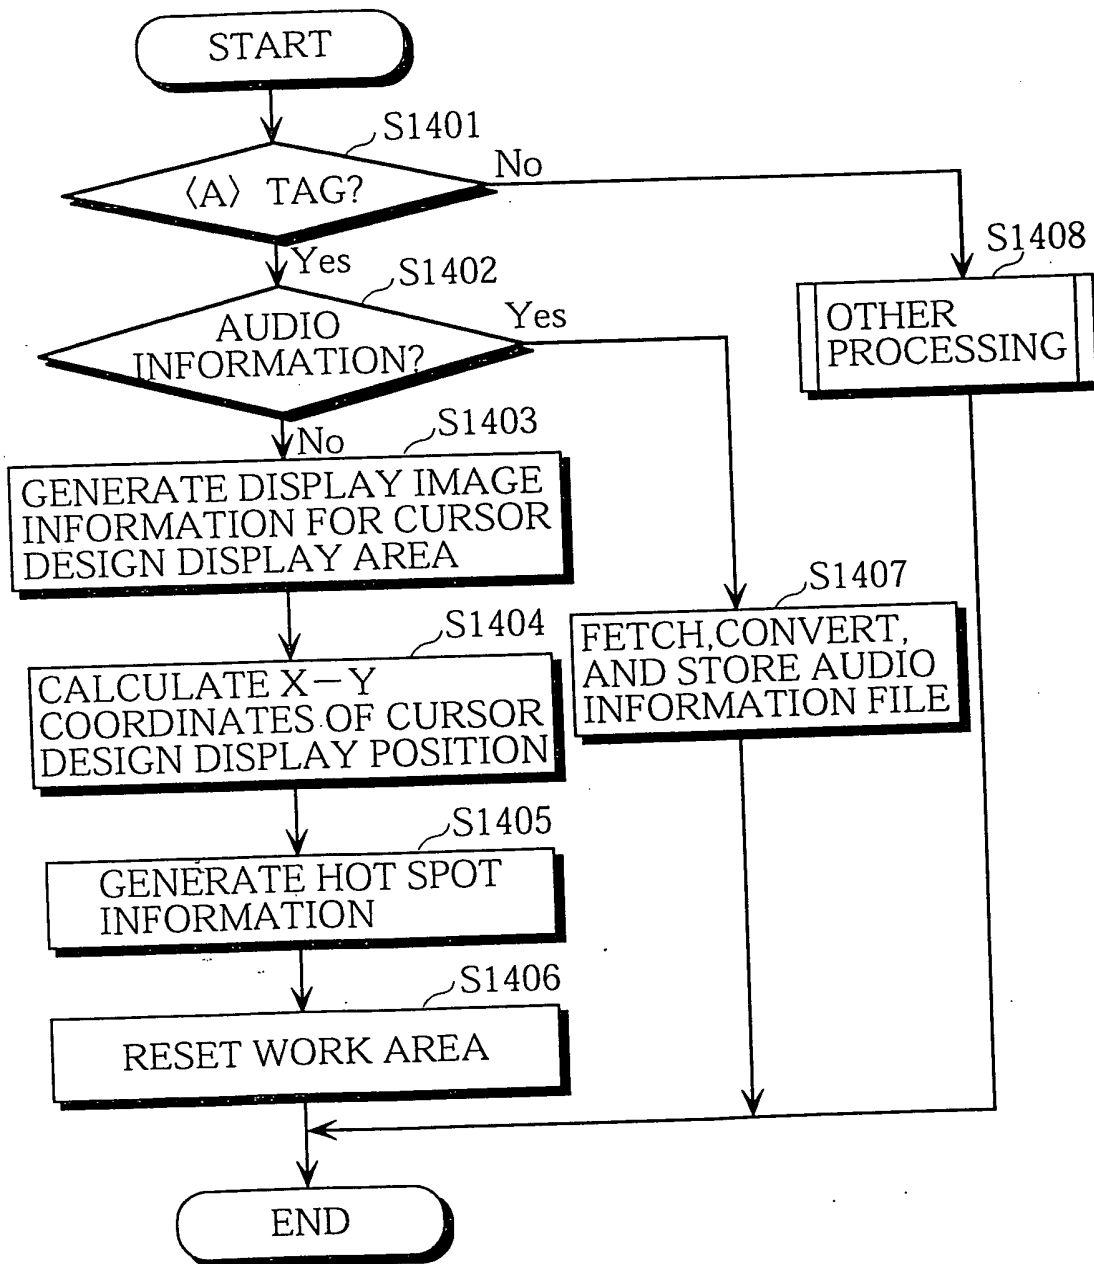 START
S1401
〈A〉 TAG?
No
Yes
S1402
AUDIO
INFORMATION?
Yes
S1408
OTHER
PROCESSING
No
S1403
GENERATE DISPLAY IMAGE
INFORMATION FOR CURSOR
DESIGN DISPLAY AREA
S1407
FETCH,CONVERT,
AND STORE AUDIO
INFORMATION FILE
S1404
CALCULATE X-Y
COORDINATES OF CURSOR
DESIGN DISPLAY POSITION
S1405
GENERATE HOT SPOT
INFORMATION
S1406
RESET WORK AREA
END